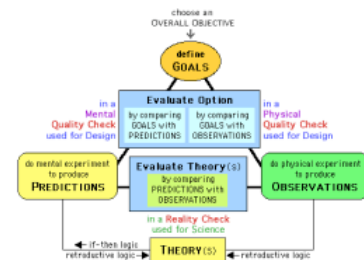 choose an
OVERALL OBJECTIVE
define
GOALS
in a
Mental
Quality Check
used for Design
Evaluate Option
by comparing
GOALS with
PREDICTIONS
by comparing
GOALS with
OBSERVATIONS
in a
Physical
Quality Check
used for Design
do mental experiment
to produce
PREDICTIONS
Evaluate Theory(s)
by comparing
PREDICTIONS with
OBSERVATIONS
do physical experiment
to produce
OBSERVATIONS
in a Reality Check
used for Science
if-then logic
retroductive logic
THEORY(S)
retroductive logic